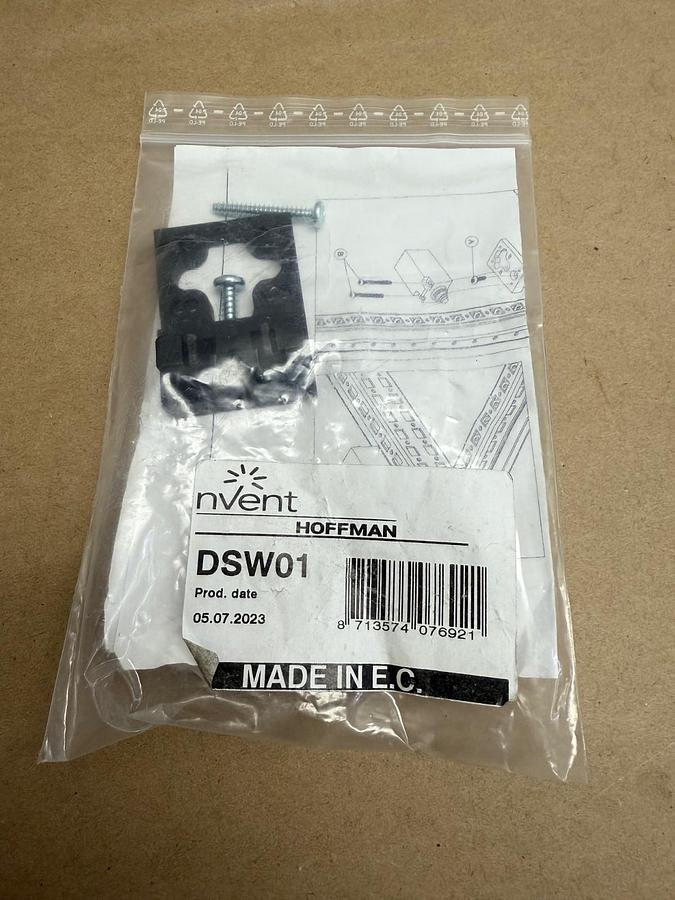 nvent
HOFFMAN
DSW01
Prod. date
05.07.2023
8 713574 076921
MADE IN E.C.